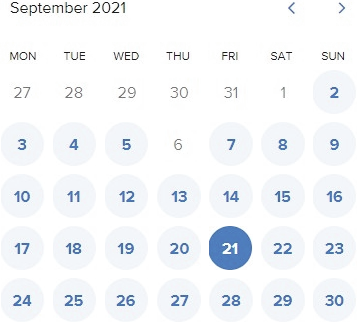 September 2021
MON TUE WED THU FRI SAT SUN
27 28 29 30 31 1 2
3 4 5 6 7 8 9
10 11 12 13 14 15 16
17 18 19 20 21 22 23
24 25 26 27 28 29 30